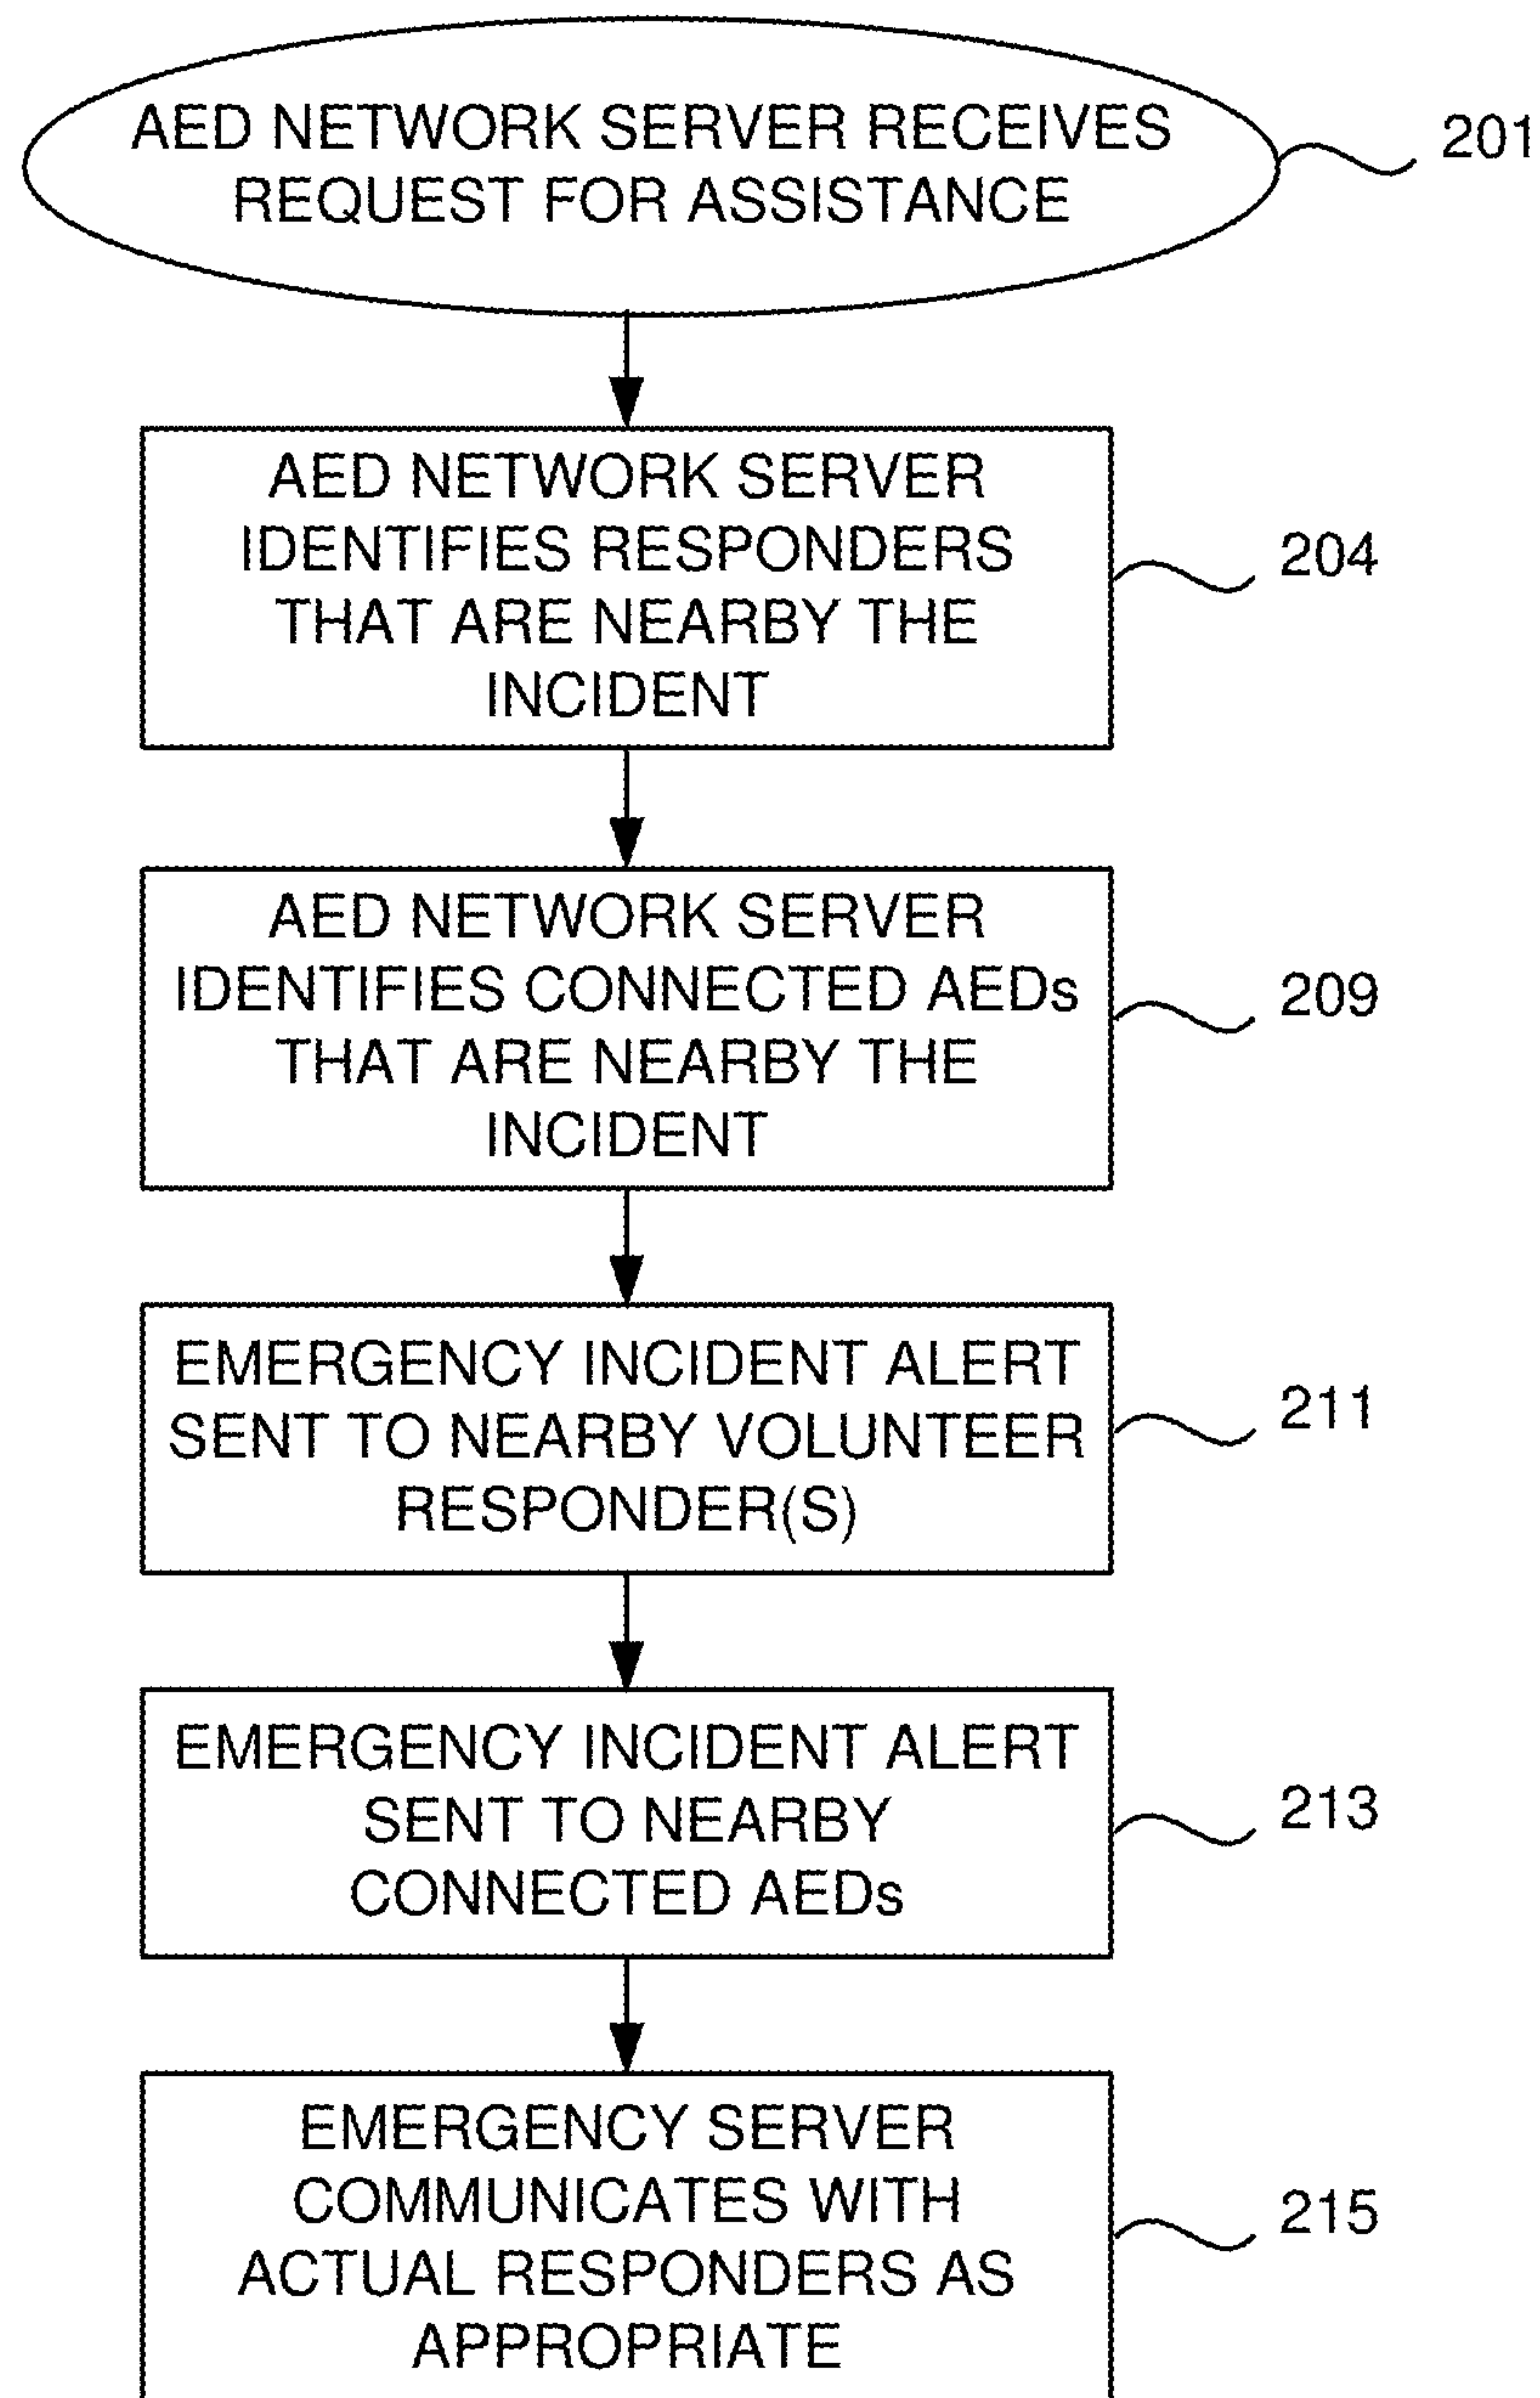 AED NETWORK SERVER RECEIVES
REQUEST FOR ASSISTANCE
201
AED NETWORK SERVER
IDENTIFIES RESPONDERS
THAT ARE NEARBY THE
INCIDENT
204
AED NETWORK SERVER
IDENTIFIES CONNECTED AEDs
THAT ARE NEARBY THE
INCIDENT
209
EMERGENCY INCIDENT ALERT
SENT TO NEARBY VOLUNTEER
RESPONDER(S)
211
EMERGENCY INCIDENT ALERT
SENT TO NEARBY
CONNECTED AEDs
213
EMERGENCY SERVER
COMMUNICATES WITH
ACTUAL RESPONDERS AS
APPROPRIATE
215